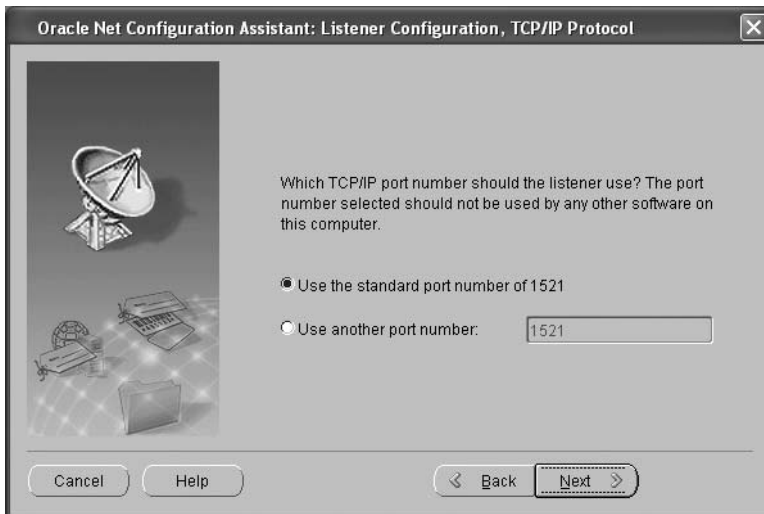 Oracle Net Configuration Assistant: Listener Configuration, TCP/IP Protocol
Which TCP/IP port number should the listener use? The port
number selected should not be used by any other software on
this computer.
Use the standard port number of 1521
Use another port number: 1521
Cancel Help Back Next